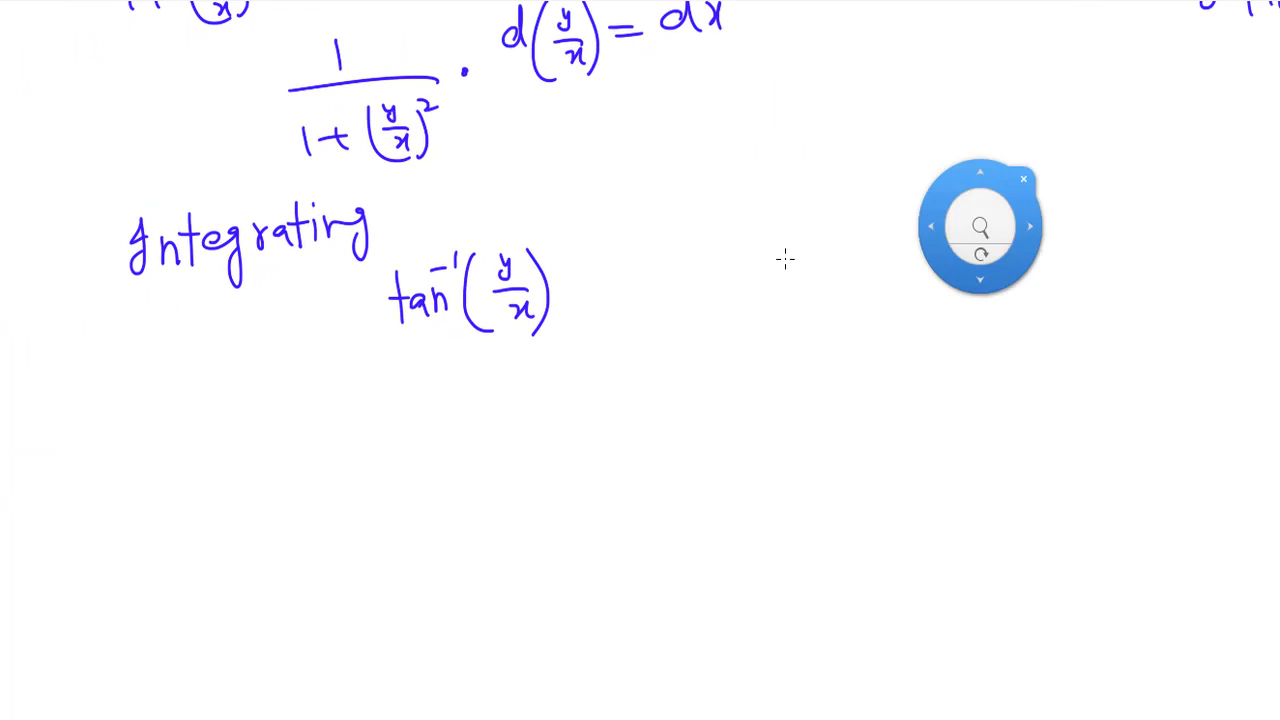 1/(1+(y/x)²) · d(y/x) = dx
Integrating
tan⁻¹(y/x)